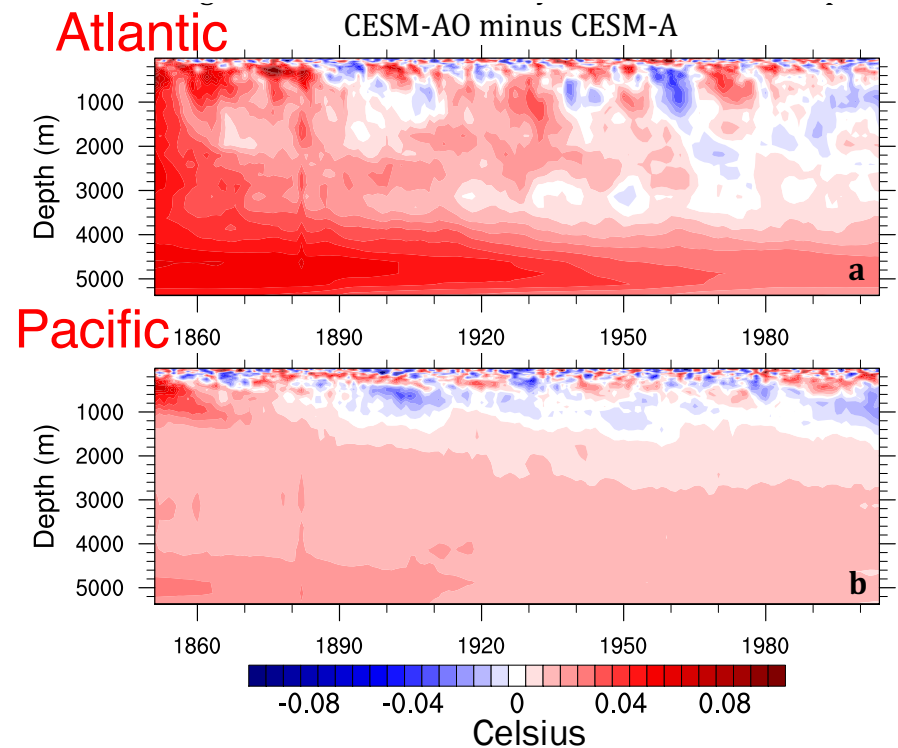 CESM-AO minus CESM-A
Atlantic
Depth (m)
1000
2000
3000
4000
5000
a
1860 1890 1920 1950 1980
Pacific
Depth (m)
1000
2000
3000
4000
5000
b
1860 1890 1920 1950 1980
-0.08 -0.04 0 0.04 0.08
Celsius